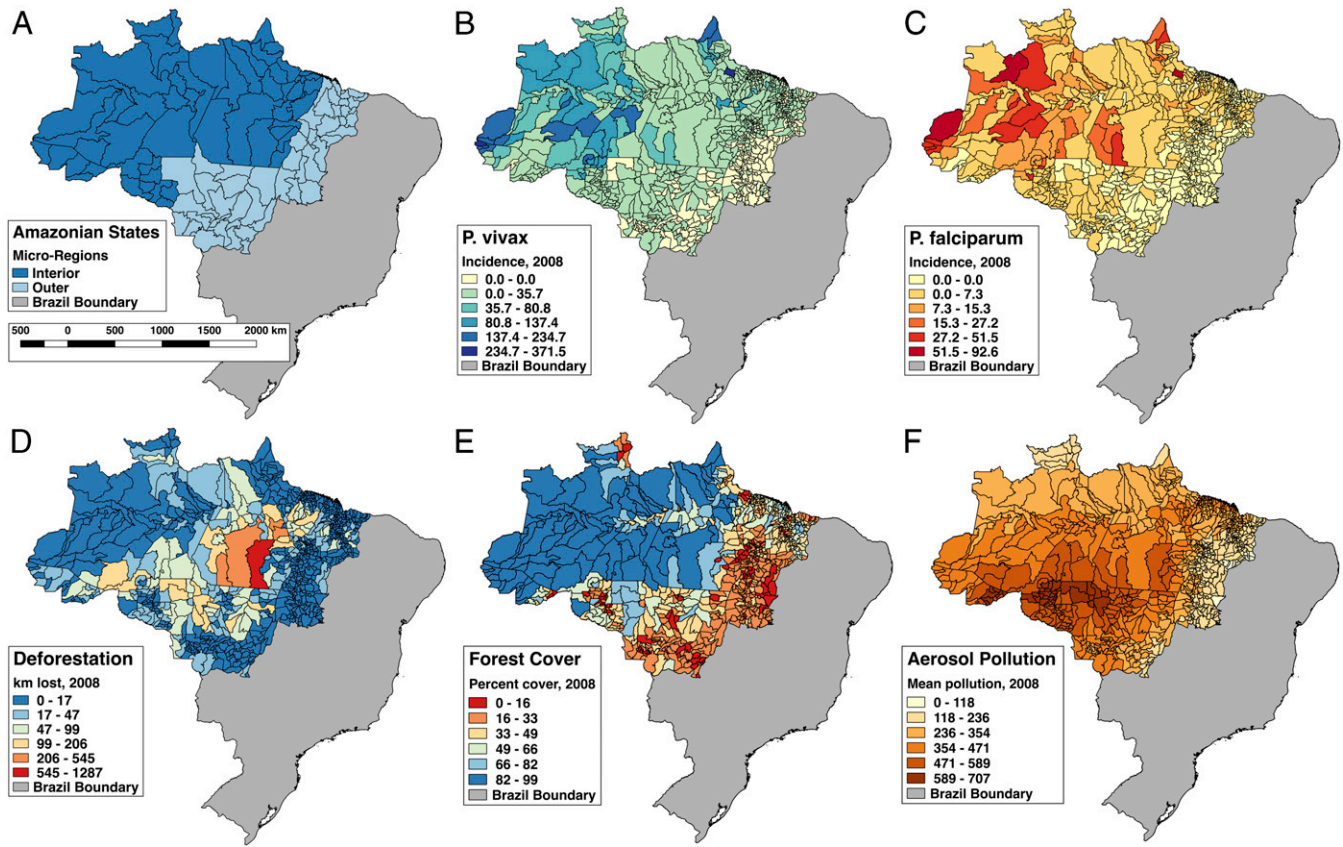 A
Amazonian States
Micro-Regions
Interior
Outer
Brazil Boundary
500 0 500 1000 1500 2000 km
B
P. vivax
Incidence, 2008
0.0 - 0.0
0.0 - 35.7
35.7 - 80.8
80.8 - 137.4
137.4 - 234.7
234.7 - 371.5
Brazil Boundary
C
P. falciparum
Incidence, 2008
0.0 - 0.0
0.0 - 7.3
7.3 - 15.3
15.3 - 27.2
27.2 - 51.5
51.5 - 92.6
Brazil Boundary
D
Deforestation
km lost, 2008
0 - 17
17 - 47
47 - 99
99 - 206
206 - 545
545 - 1287
Brazil Boundary
E
Forest Cover
Percent cover, 2008
0 - 16
16 - 33
33 - 49
49 - 66
66 - 82
82 - 99
Brazil Boundary
F
Aerosol Pollution
Mean pollution, 2008
0 - 118
118 - 236
236 - 354
354 - 471
471 - 589
589 - 707
Brazil Boundary